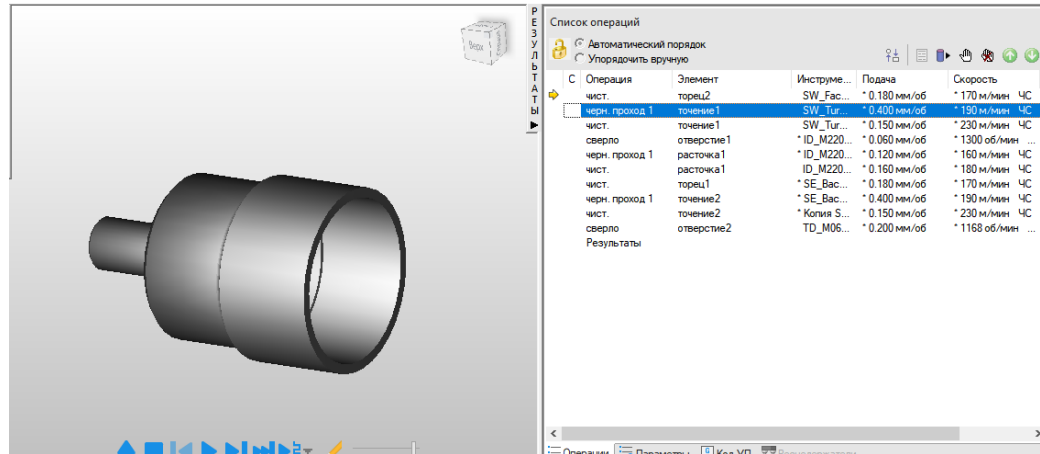 Верх
РЕЗУЛЬТАТЫ
Список операций
Автоматический порядок
Упорядочить вручную
С Операция Элемент Инструме... Подача Скорость
чист. торец2 SW_Fac... * 0.180 мм/об * 170 м/мин ЧС
черн. проход 1 точение1 SW_Tur... * 0.400 мм/об * 190 м/мин ЧС
чист. точение1 SW_Tur... * 0.150 мм/об * 230 м/мин ЧС
сверло отверстие1 * ID_M220... * 0.060 мм/об * 1300 об/мин ...
черн. проход 1 расточка1 * ID_M220... * 0.120 мм/об * 160 м/мин ЧС
чист. расточка1 ID_M220... * 0.160 мм/об * 180 м/мин ЧС
чист. торец1 * SE_Bac... * 0.180 мм/об * 170 м/мин ЧС
черн. проход 1 точение2 * SE_Bac... * 0.400 мм/об * 190 м/мин ЧС
чист. точение2 * Копия S... * 0.150 мм/об * 230 м/мин ЧС
сверло отверстие2 TD_M06... * 0.200 мм/об * 1168 об/мин ...
Результаты
Операции Параметры Код УП